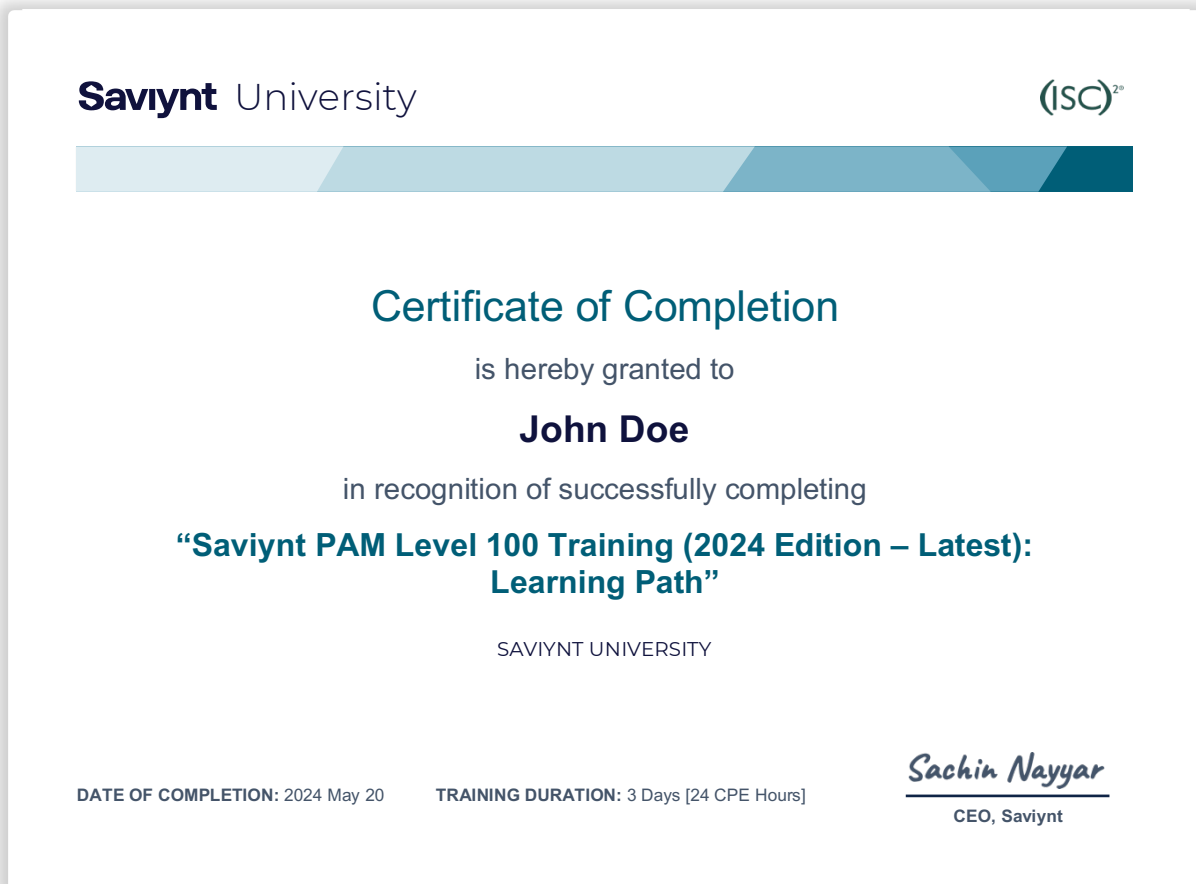 Saviynt University
(ISC)²®
Certificate of Completion
is hereby granted to
John Doe
in recognition of successfully completing
“Saviynt PAM Level 100 Training (2024 Edition – Latest):
Learning Path”
SAVIYNT UNIVERSITY
Sachin Nayyar
DATE OF COMPLETION: 2024 May 20 TRAINING DURATION: 3 Days [24 CPE Hours]
CEO, Saviynt